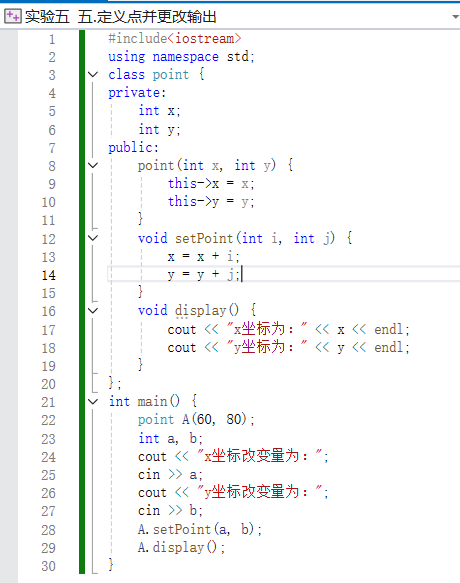 实验五 五.定义点并更改输出
1 #include<iostream>
2 using namespace std;
3 class point {
4 private:
5 int x;
6 int y;
7 public:
8 point(int x, int y) {
9 this->x = x;
10 this->y = y;
11 }
12 void setPoint(int i, int j) {
13 x = x + i;
14 y = y + j;
15 }
16 void display() {
17 cout << "x坐标为：" << x << endl;
18 cout << "y坐标为：" << y << endl;
19 }
20 };
21 int main() {
22 point A(60, 80);
23 int a, b;
24 cout << "x坐标改变量为：";
25 cin >> a;
26 cout << "y坐标改变量为：";
27 cin >> b;
28 A.setPoint(a, b);
29 A.display();
30 }